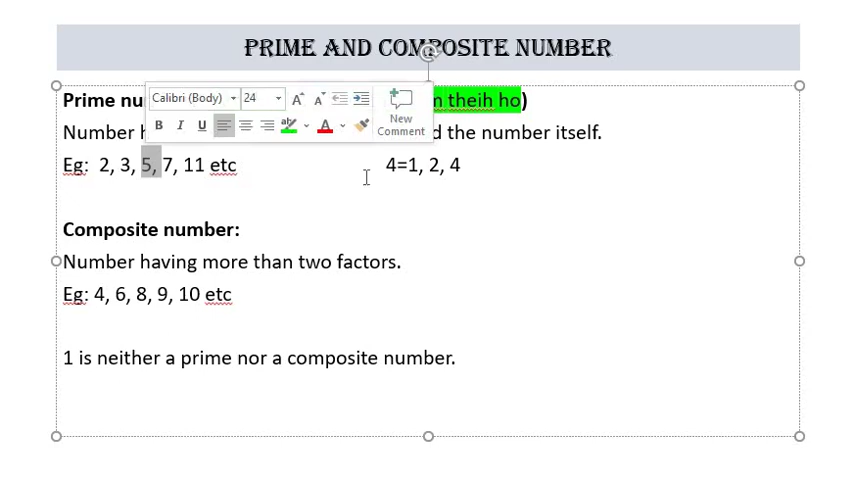 PRIME AND COMPOSITE NUMBER
Prime nu n theih ho)
Calibri (Body) 24
New
Comment
B I U ab A
Number h d the number itself.
Eg: 2, 3, 5, 7, 11 etc 4=1, 2, 4
Composite number:
Number having more than two factors.
Eg: 4, 6, 8, 9, 10 etc
1 is neither a prime nor a composite number.